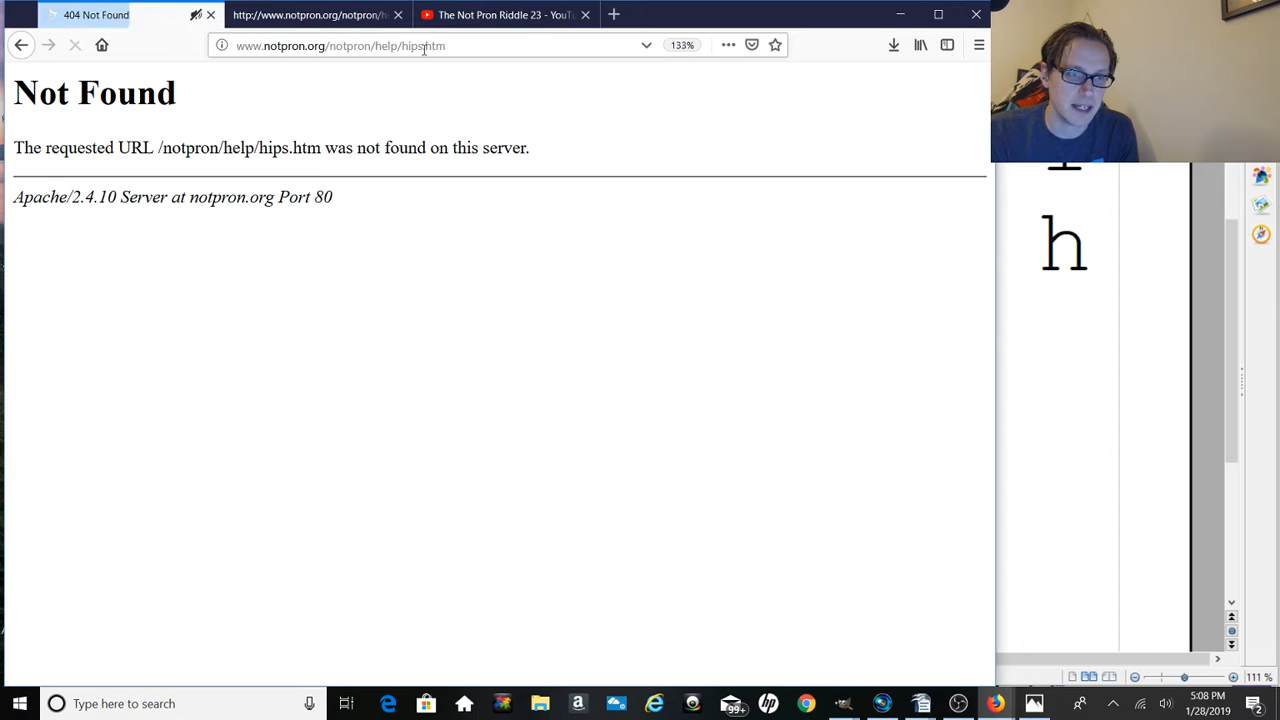 404 Not Found
http://www.notpron.org/notpron/h
The Not Pron Riddle 23 - YouTu
www.notpron.org/notpron/help/hips.htm
133%
Not Found
The requested URL /notpron/help/hips.htm was not found on this server.
Apache/2.4.10 Server at notpron.org Port 80
h
111 %
Type here to search
99+
5:08 PM
1/28/2019
2